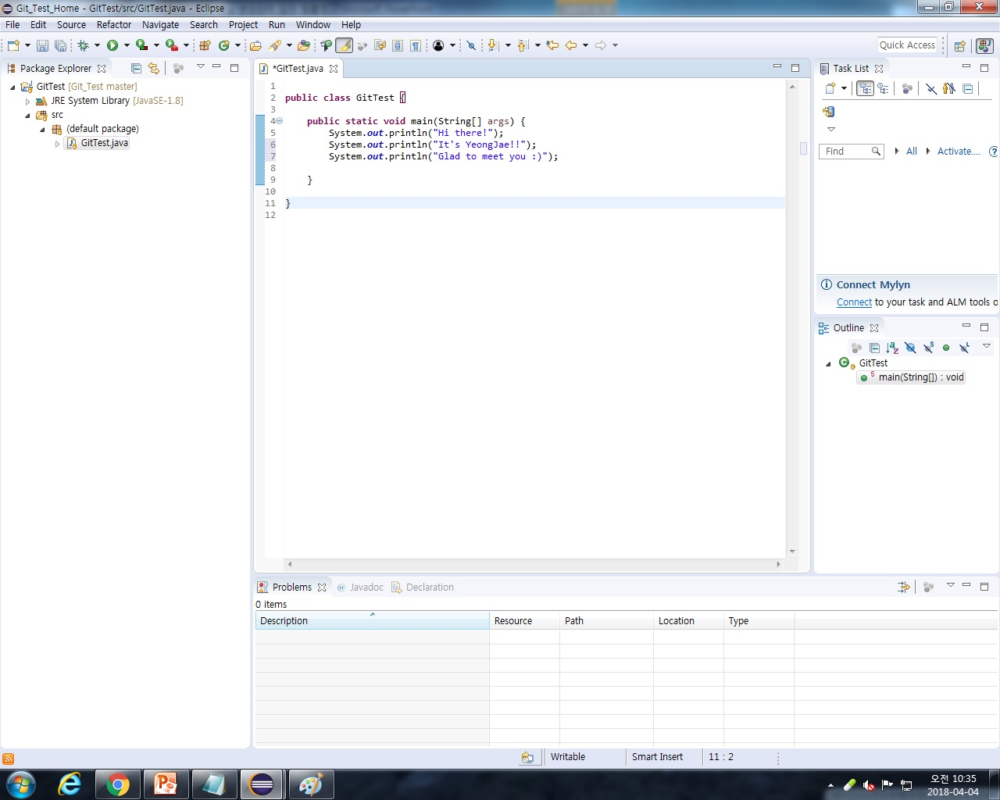 Git_Test_Home - GitTest/src/GitTest.java - Eclipse
File Edit Source Refactor Navigate Search Project Run Window Help
Quick Access
Package Explorer
GitTest [Git_Test master]
JRE System Library [JavaSE-1.8]
src
(default package)
GitTest.java
*GitTest.java
1
2 public class GitTest {
3
4 public static void main(String[] args) {
5 System.out.println("Hi there!");
6 System.out.println("It's YeongJae!!");
7 System.out.println("Glad to meet you :)");
8
9 }
10
11 }
12
Task List
Find All Activate...
Connect Mylyn
Connect to your task and ALM tools o
Outline
GitTest
main(String[]) : void
Problems @ Javadoc Declaration
0 items
Description Resource Path Location Type
Writable Smart Insert 11 : 2
오전 10:35
2018-04-04